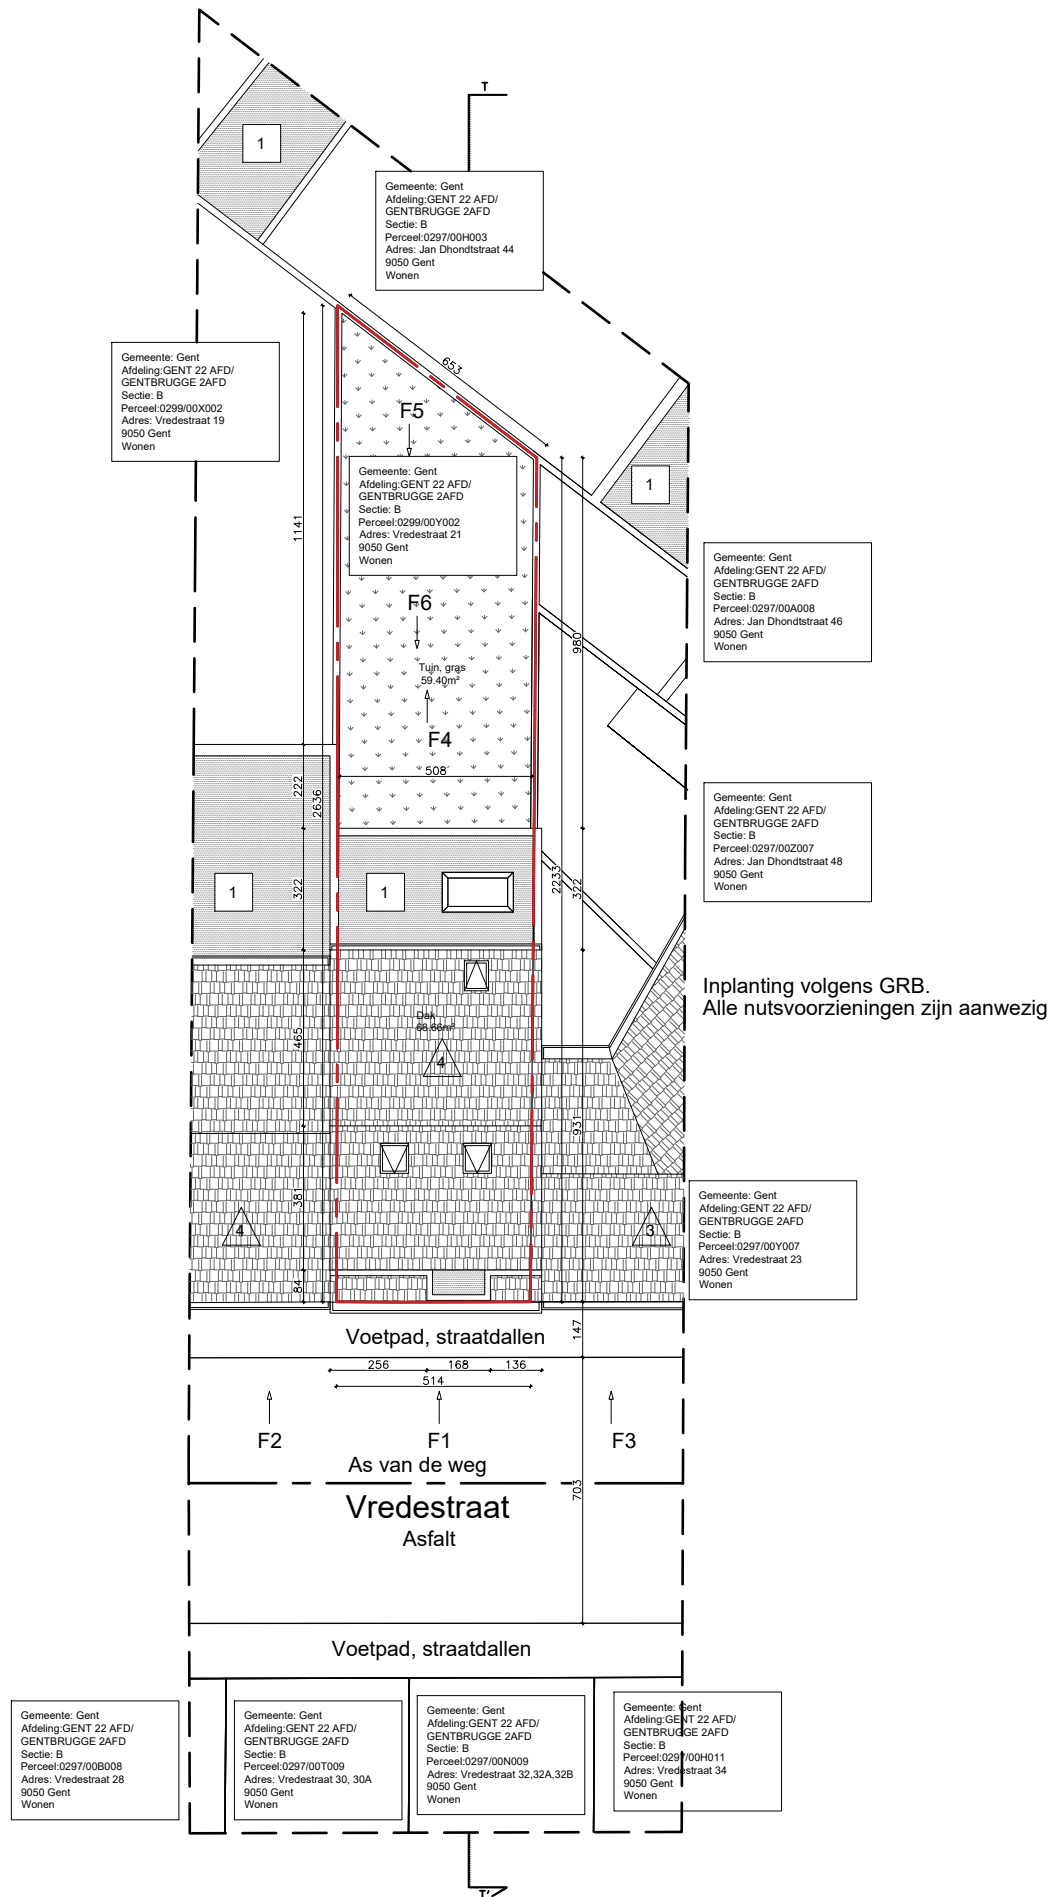 T
1
Gemeente: Gent
Afdeling:GENT 22 AFD/
GENTBRUGGE 2AFD
Sectie: B
Perceel:0297/00H003
Adres: Jan Dhondtstraat 44
9050 Gent
Wonen
653
Gemeente: Gent
Afdeling:GENT 22 AFD/
GENTBRUGGE 2AFD
Sectie: B
Perceel:0299/00X002
Adres: Vredestraat 19
9050 Gent
Wonen
F5
Gemeente: Gent
Afdeling:GENT 22 AFD/
GENTBRUGGE 2AFD
Sectie: B
Perceel:0299/00Y002
Adres: Vredestraat 21
9050 Gent
Wonen
1
1141
Gemeente: Gent
Afdeling:GENT 22 AFD/
GENTBRUGGE 2AFD
Sectie: B
Perceel:0297/00A008
Adres: Jan Dhondtstraat 46
9050 Gent
Wonen
F6
980
Tuin, gras
59.40m²
F4
508
222
2636
Gemeente: Gent
Afdeling:GENT 22 AFD/
GENTBRUGGE 2AFD
Sectie: B
Perceel:0297/00Z007
Adres: Jan Dhondtstraat 48
9050 Gent
Wonen
1
1
322
2233
322
Inplanting volgens GRB.
Alle nutsvoorzieningen zijn aanwezig
Dak
68.66m²
4
465
931
381
4
3
Gemeente: Gent
Afdeling:GENT 22 AFD/
GENTBRUGGE 2AFD
Sectie: B
Perceel:0297/00Y007
Adres: Vredestraat 23
9050 Gent
Wonen
84
Voetpad, straatdallen
147
256
168
136
514
F2
F1
F3
As van de weg
703
Vredestraat
Asfalt
Voetpad, straatdallen
Gemeente: Gent
Afdeling:GENT 22 AFD/
GENTBRUGGE 2AFD
Sectie: B
Perceel:0297/00B008
Adres: Vredestraat 28
9050 Gent
Wonen
Gemeente: Gent
Afdeling:GENT 22 AFD/
GENTBRUGGE 2AFD
Sectie: B
Perceel:0297/00T009
Adres: Vredestraat 30, 30A
9050 Gent
Wonen
Gemeente: Gent
Afdeling:GENT 22 AFD/
GENTBRUGGE 2AFD
Sectie: B
Perceel:0297/00N009
Adres: Vredestraat 32,32A,32B
9050 Gent
Wonen
Gemeente: Gent
Afdeling:GENT 22 AFD/
GENTBRUGGE 2AFD
Sectie: B
Perceel:0297/00H011
Adres: Vredestraat 34
9050 Gent
Wonen
T'